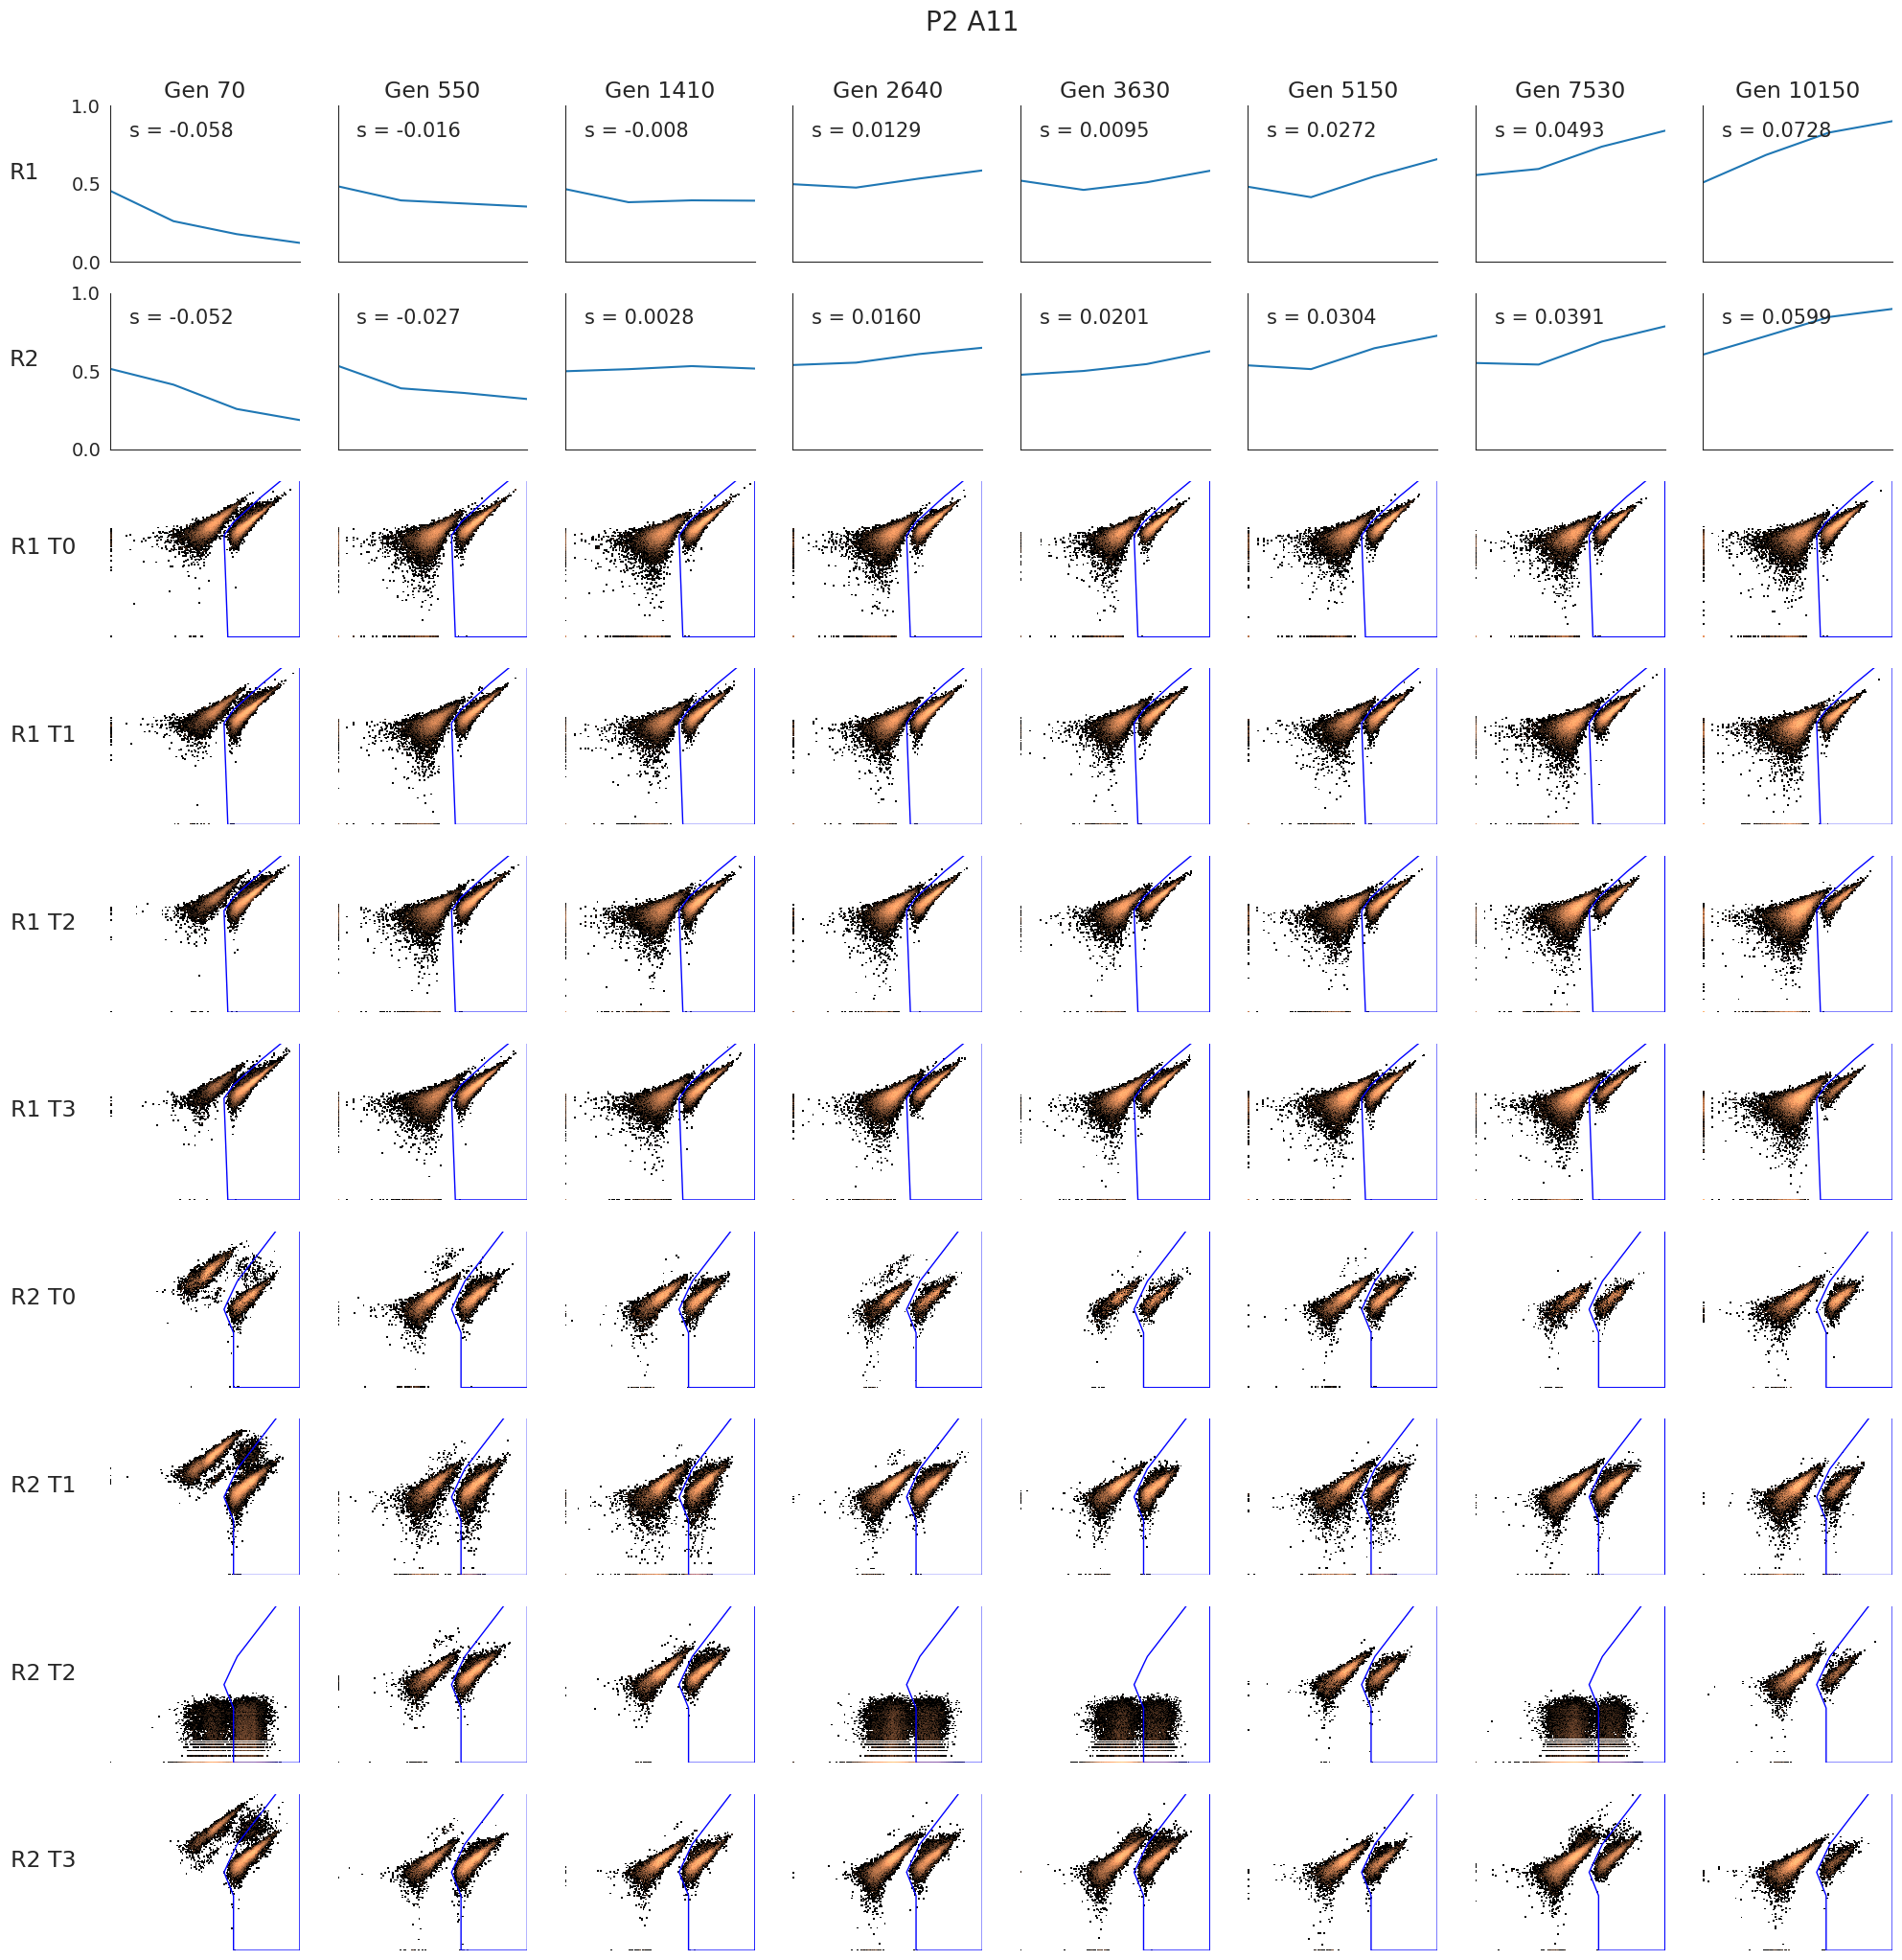 P2 A11
Gen 70 Gen 550 Gen 1410 Gen 2640 Gen 3630 Gen 5150 Gen 7530 Gen 10150
1.0
s = -0.058 s = -0.016 s = -0.008 s = 0.0129 s = 0.0095 s = 0.0272 s = 0.0493 s = 0.0728
R1
0.5
0.0
1.0
s = -0.052 s = -0.027 s = 0.0028 s = 0.0160 s = 0.0201 s = 0.0304 s = 0.0391 s = 0.0599
R2
0.5
0.0
R1 T0
R1 T1
R1 T2
R1 T3
R2 T0
R2 T1
R2 T2
R2 T3